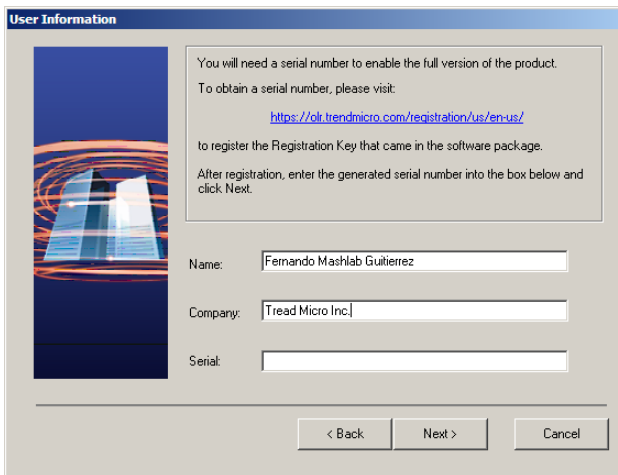 User Information
You will need a serial number to enable the full version of the product.
To obtain a serial number, please visit:
https://olr.trendmicro.com/registration/us/en-us/
to register the Registration Key that came in the software package.
After registration, enter the generated serial number into the box below and
click Next.
Name: Fernando Mashlab Guitierrez
Company: Tread Micro Inc.
Serial:
< Back Next > Cancel